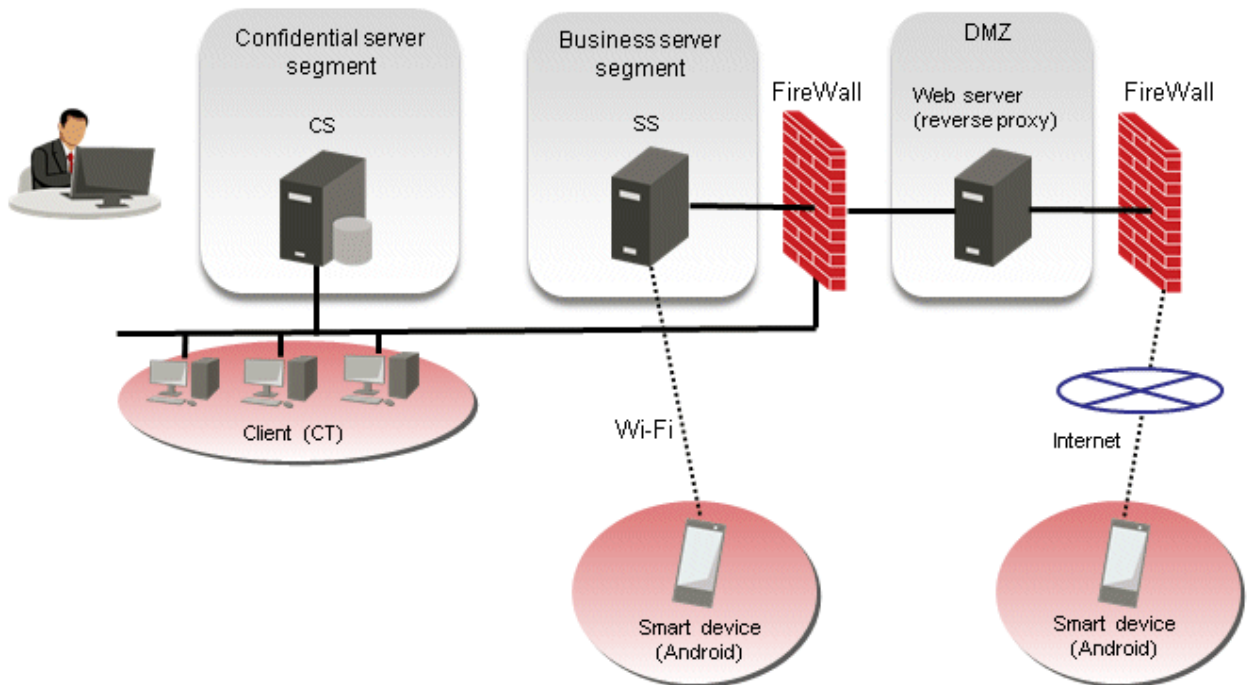 Confidential server
segment
CS
Business server
segment
SS
FireWall
DMZ
Web server
(reverse proxy)
FireWall
Client (CT)
Wi-Fi
Internet
Smart device
(Android)
Smart device
(Android)